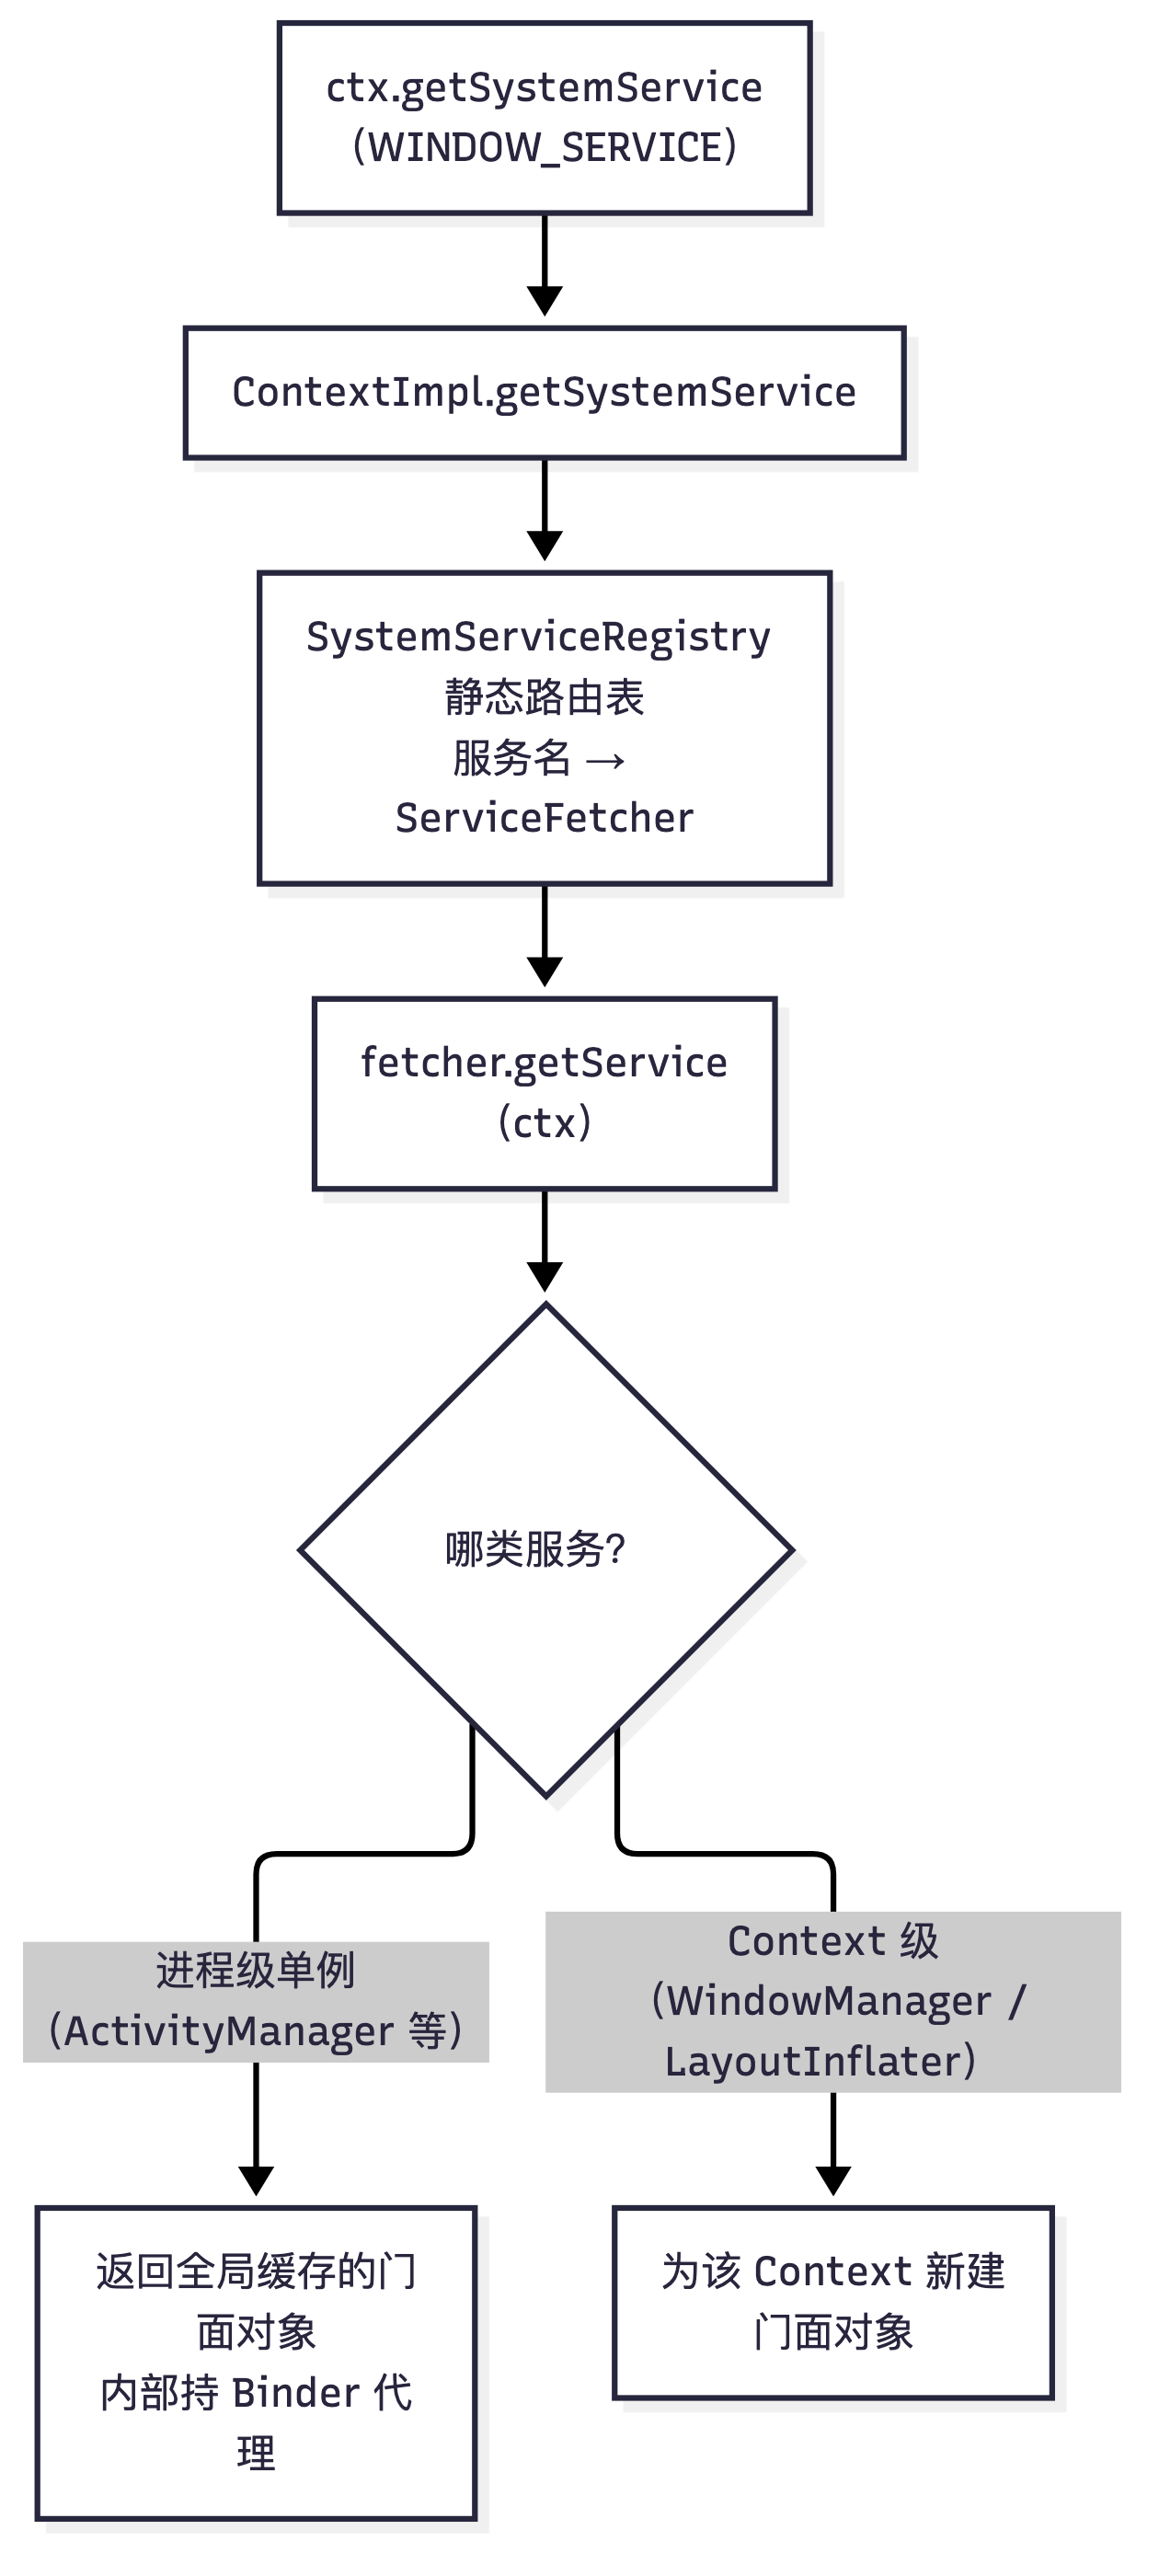 ctx.getSystemService
(WINDOW_SERVICE)
ContextImpl.getSystemService
SystemServiceRegistry
静态路由表
服务名 →
ServiceFetcher
fetcher.getService
(ctx)
哪类服务?
进程级单例
(ActivityManager 等)
Context 级
(WindowManager /
LayoutInflater)
返回全局缓存的门
面对象
内部持 Binder 代
理
为该 Context 新建
门面对象